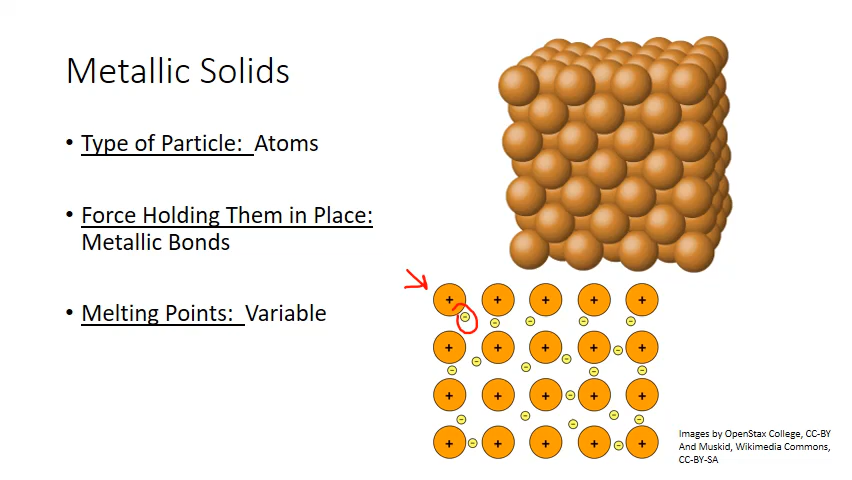 Metallic Solids
• Type of Particle: Atoms
• Force Holding Them in Place:
Metallic Bonds
• Melting Points: Variable
+ + + + +
− − − − −
+ + + + +
− − − − − − −
+ + + + +
− − − − − −
+ + + + +
− −
Images by OpenStax College, CC-BY
And Muskid, Wikimedia Commons,
CC-BY-SA